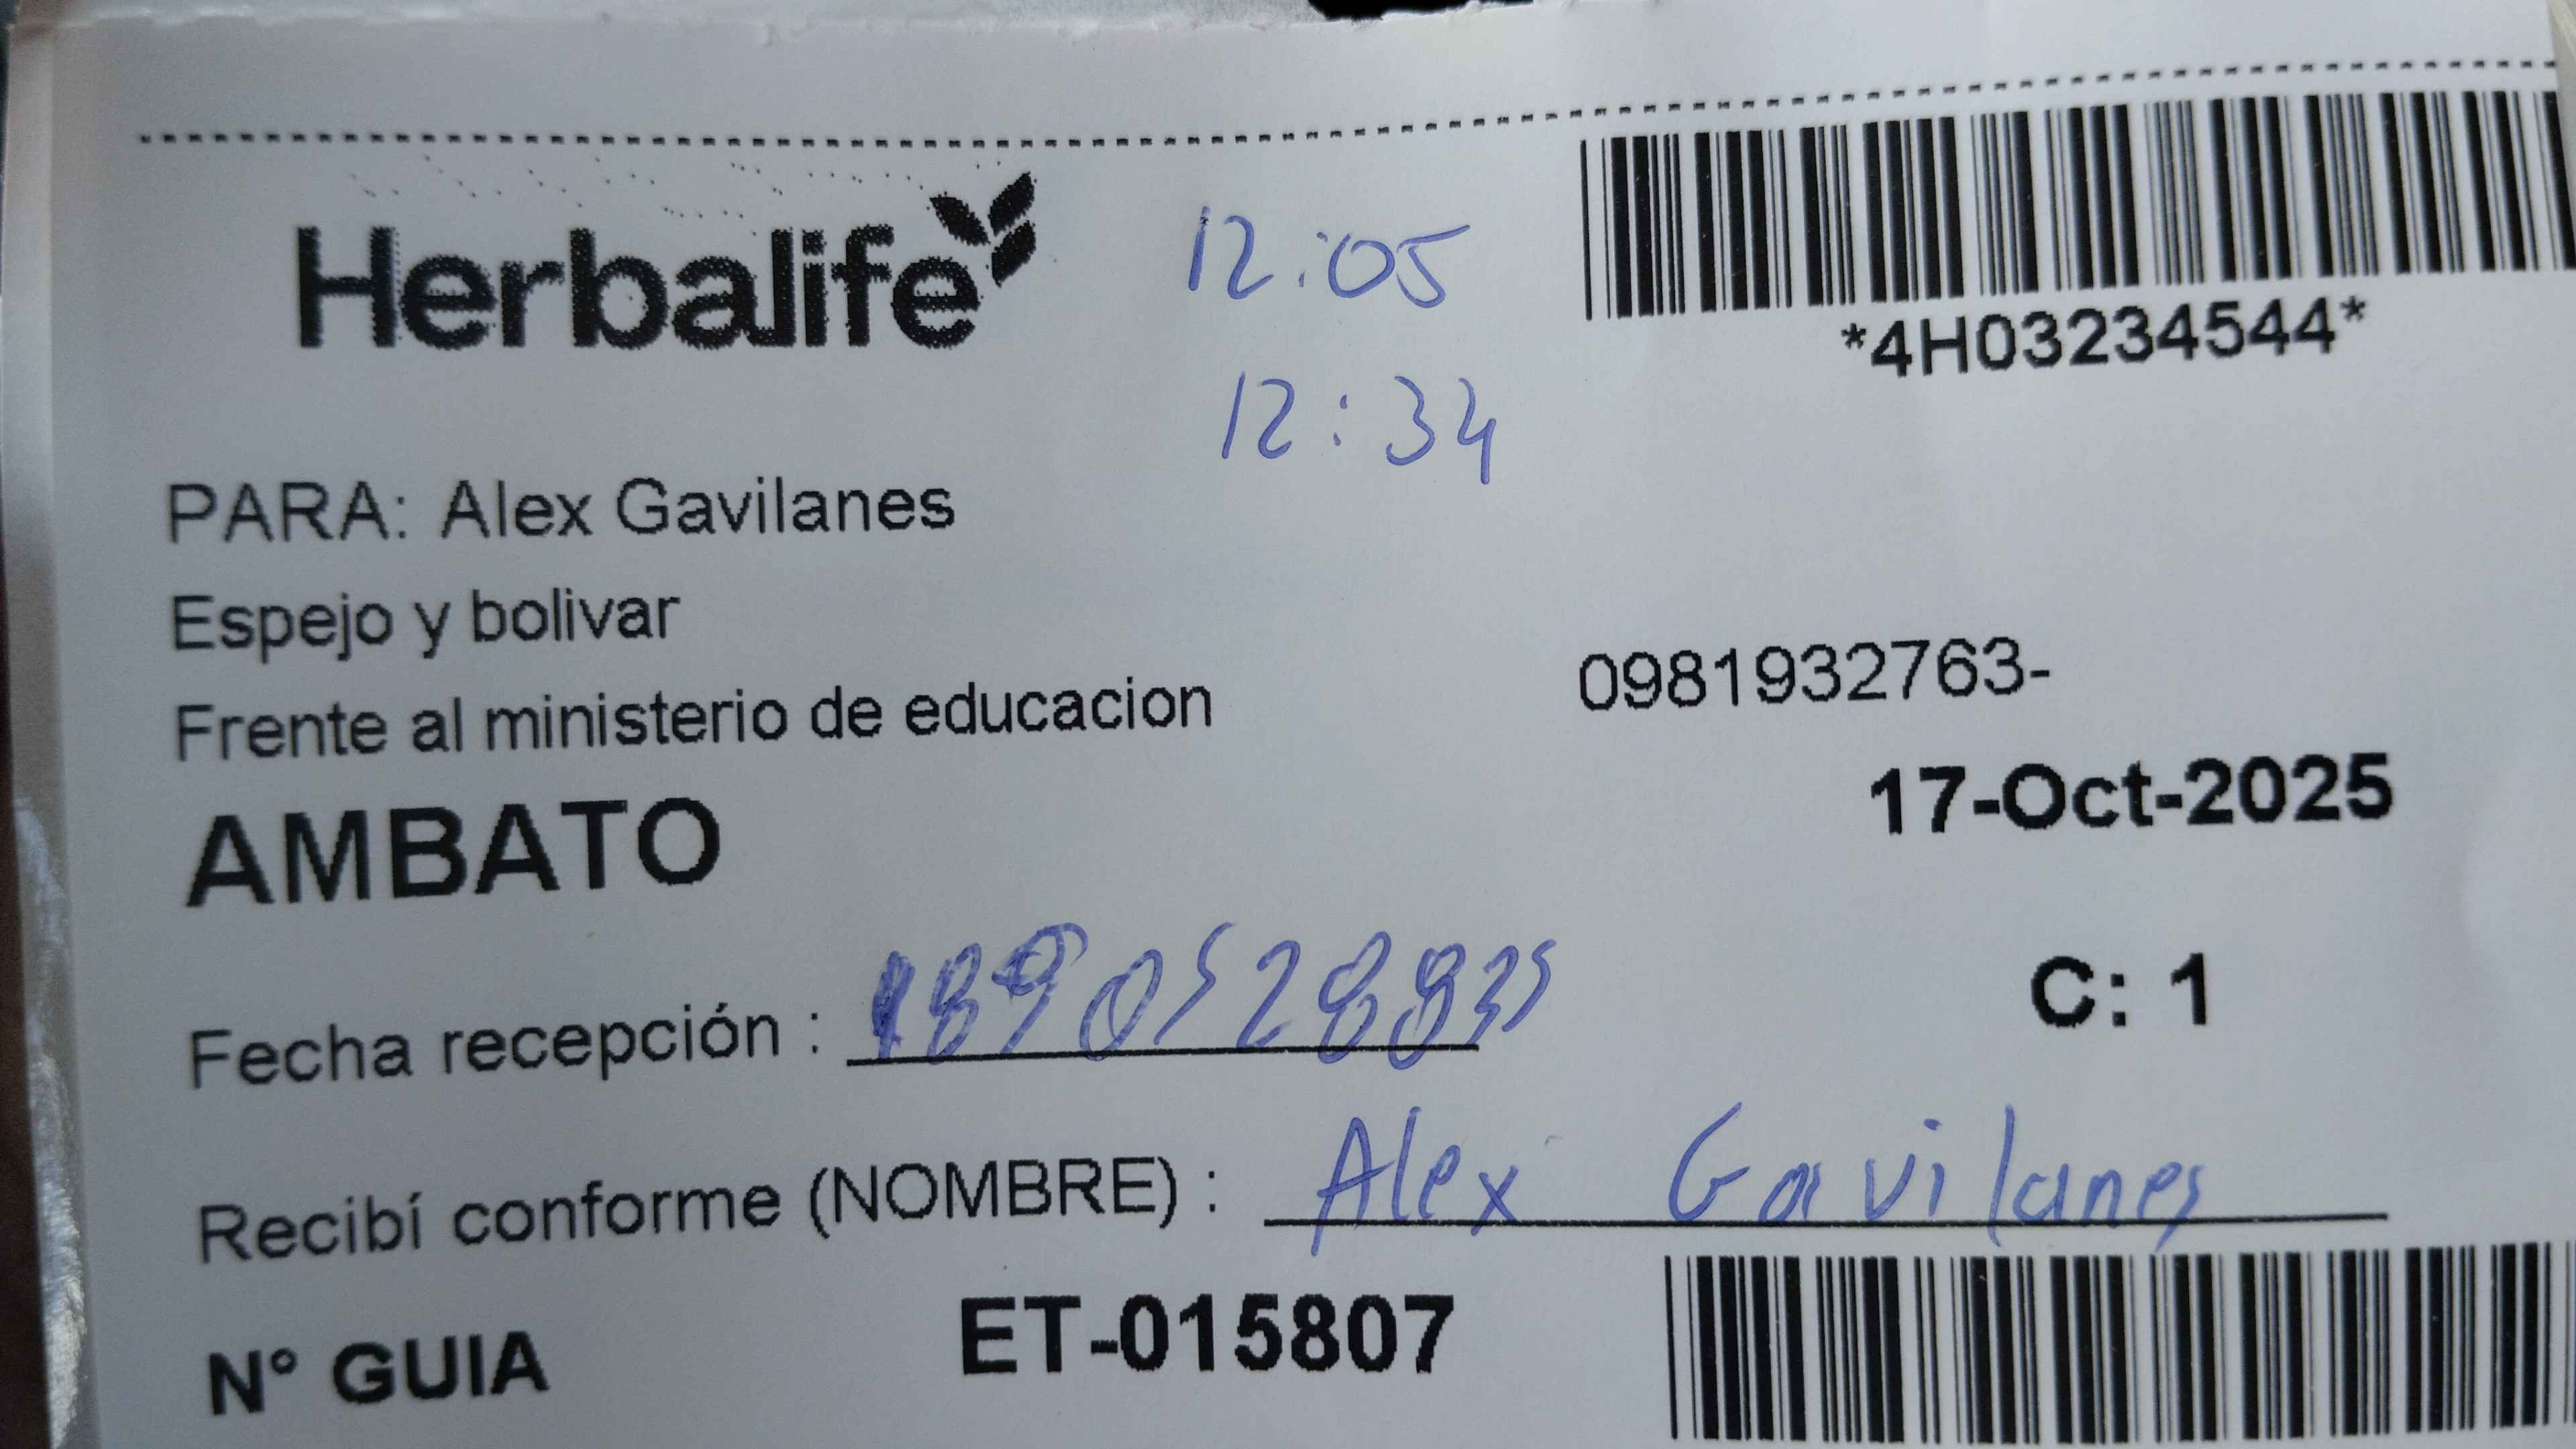 Herbalife
12:05
*4H03234544*
12:34
PARA: Alex Gavilanes
Espejo y bolivar
0981932763-
Frente al ministerio de educacion
17-Oct-2025
AMBATO
C: 1
Fecha recepción :
Recibí conforme (NOMBRE) : Alex Gavilanes
N° GUIA ET-015807